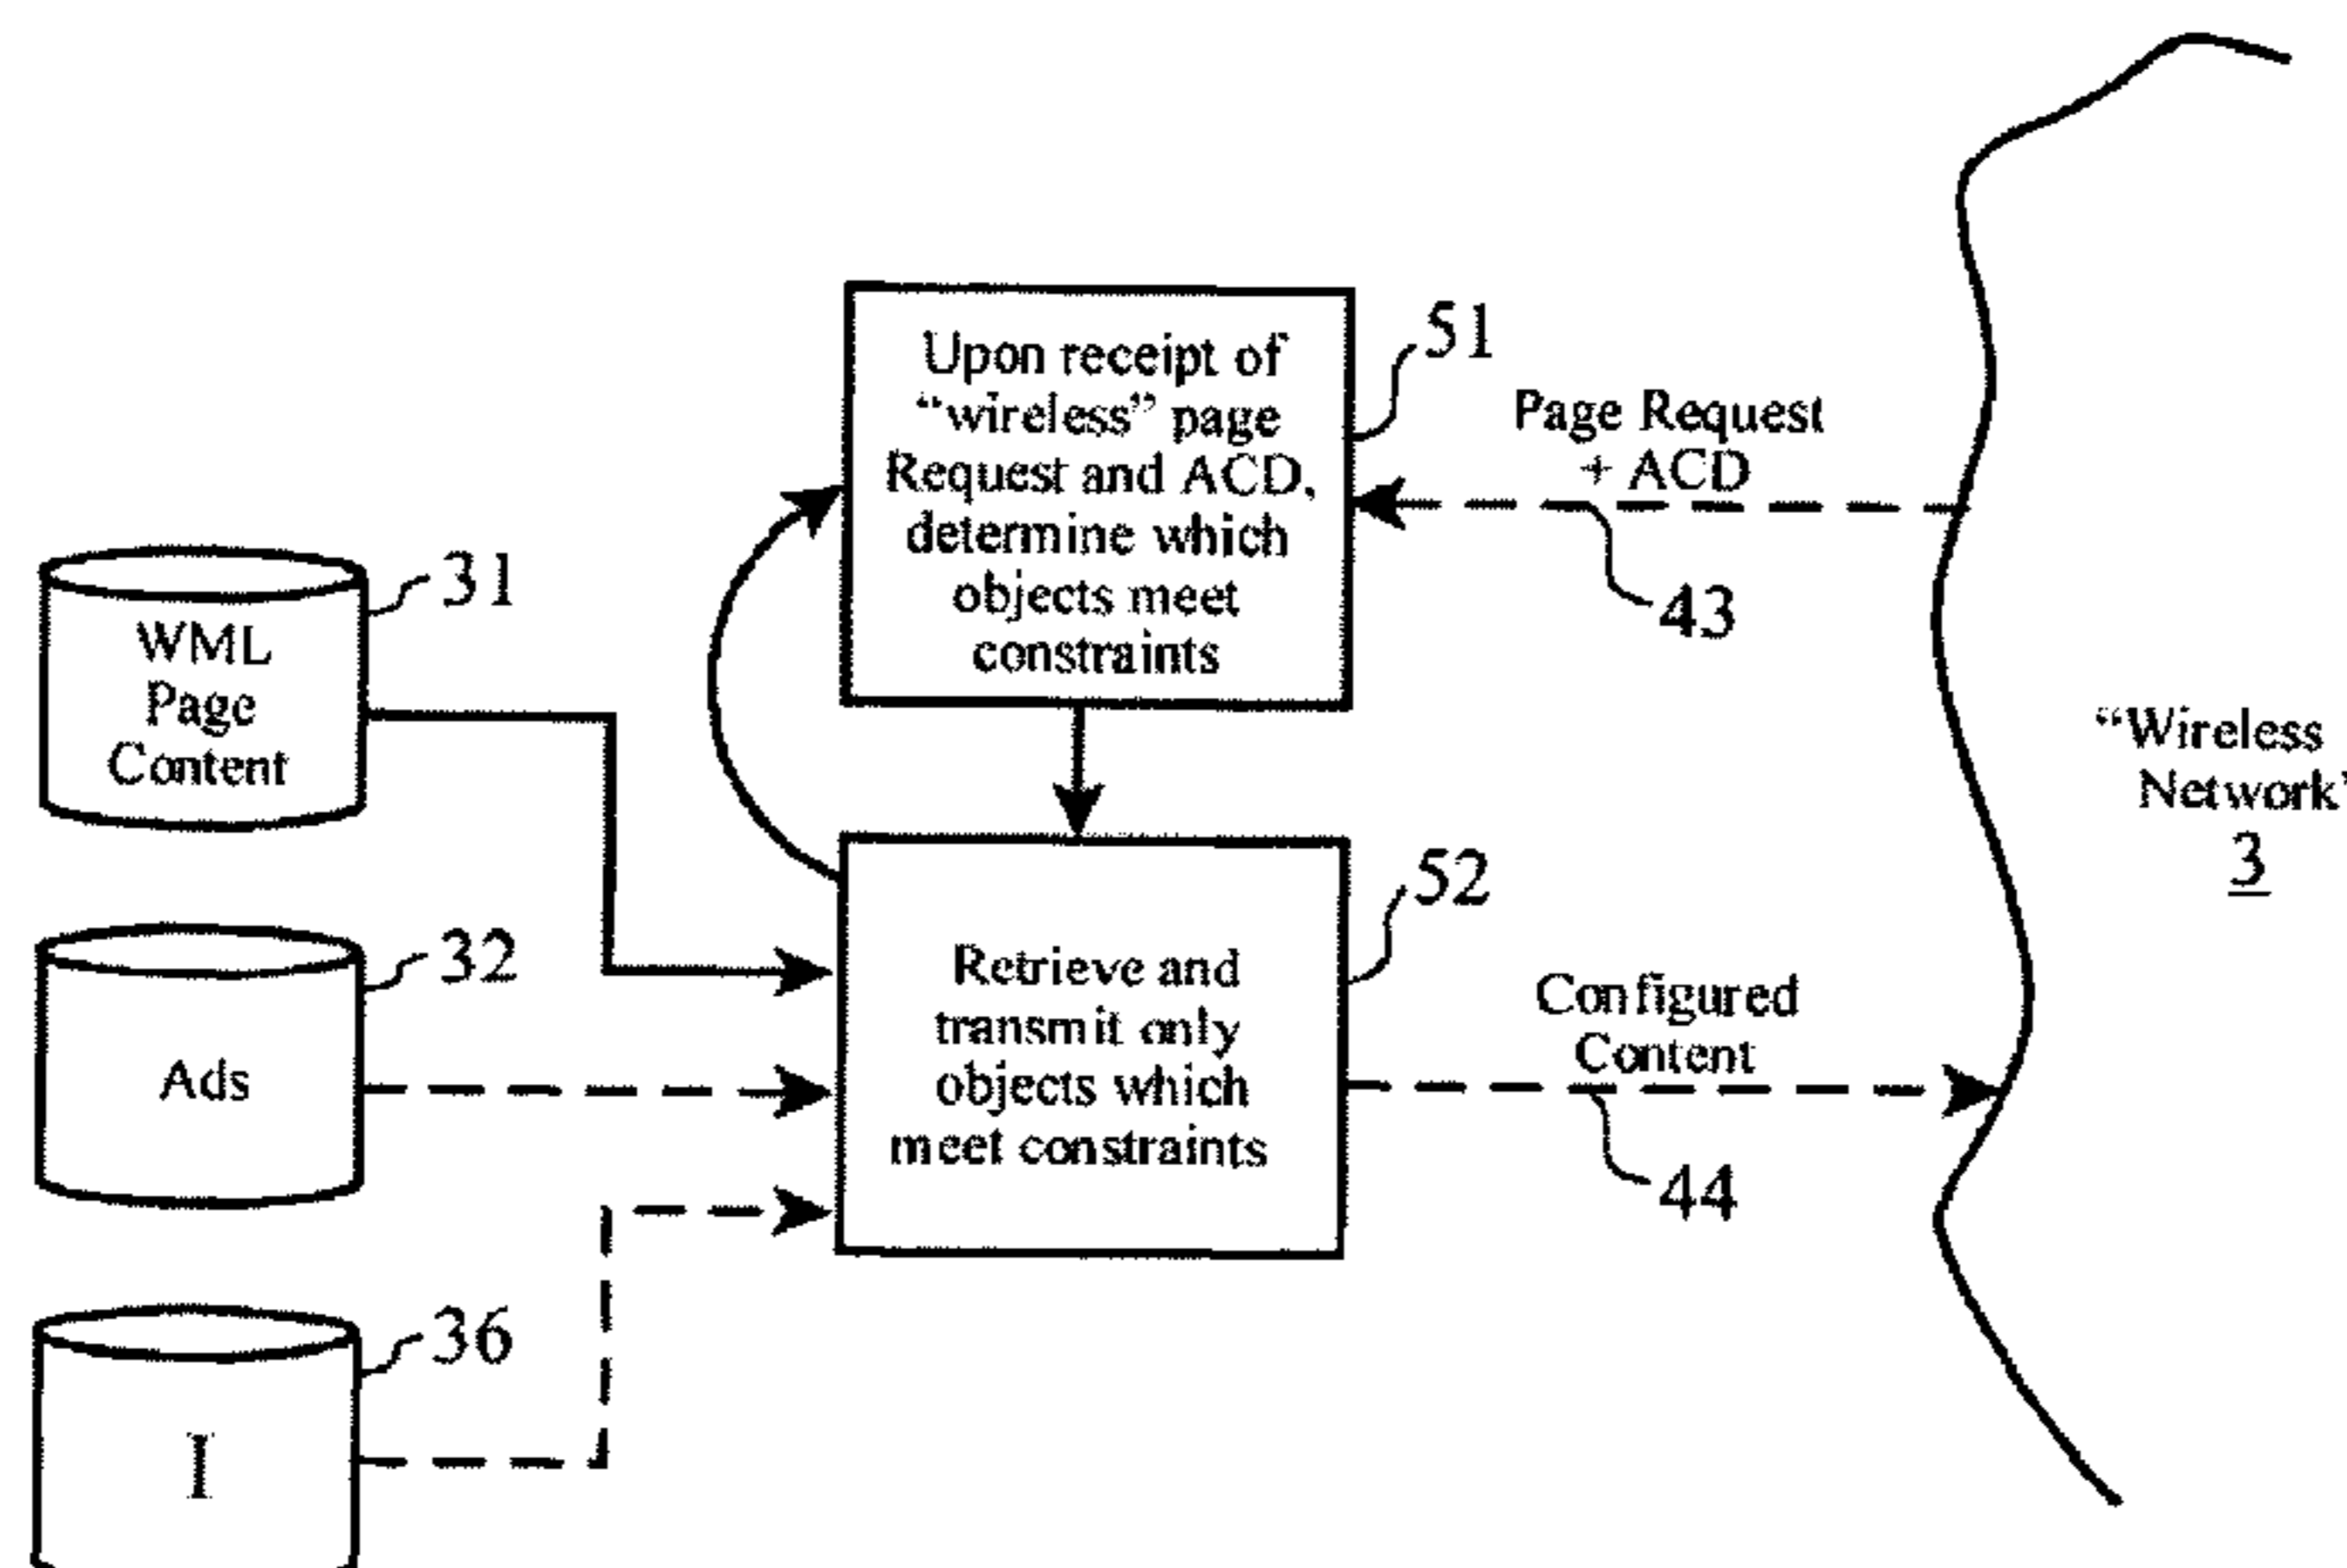 Upon receipt of
“wireless” page
Request and ACD,
determine which
objects meet
constraints
51
Page Request
+ ACD
43
31
WML
Page
Content
“Wireless
Network”
3
52
32
Ads
Retrieve and
transmit only
objects which
meet constraints
Configured
Content
44
36
I